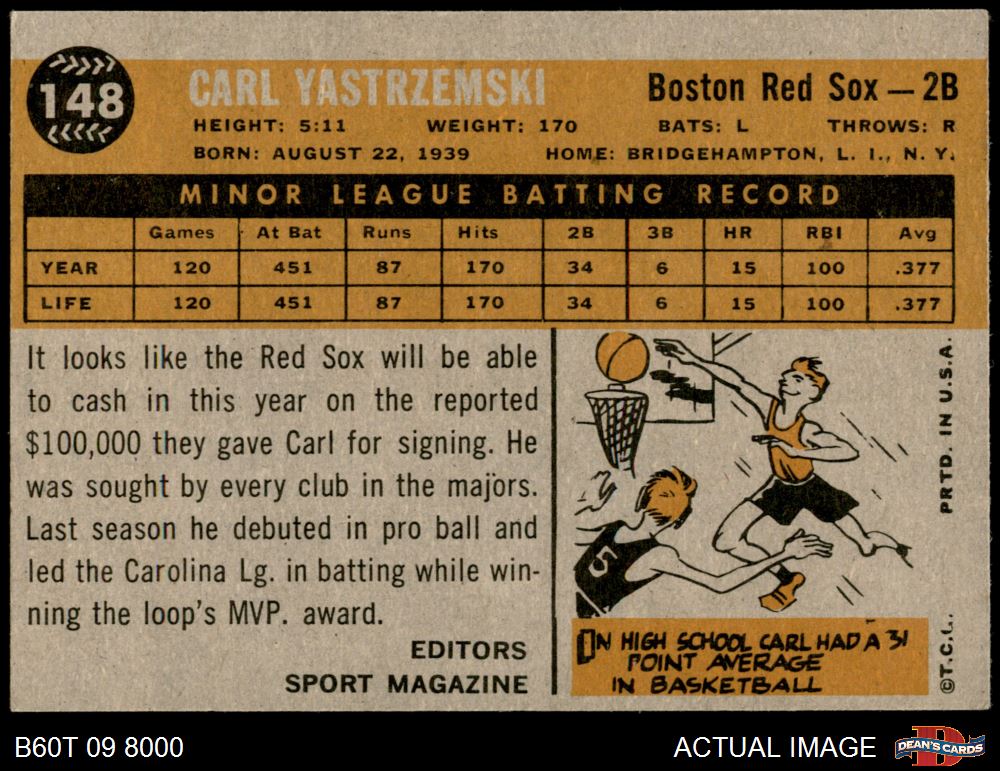 148
CARL YASTRZEMSKI
Boston Red Sox — 2B
HEIGHT: 5:11 WEIGHT: 170 BATS: L THROWS: R
BORN: AUGUST 22, 1939 HOME: BRIDGEHAMPTON, L. I., N. Y.
MINOR LEAGUE BATTING RECORD
Games At Bat Runs Hits 2B 3B HR RBI Avg
YEAR 120 451 87 170 34 6 15 100 .377
LIFE 120 451 87 170 34 6 15 100 .377
It looks like the Red Sox will be able
to cash in this year on the reported
$100,000 they gave Carl for signing. He
was sought by every club in the majors.
Last season he debuted in pro ball and
led the Carolina Lg. in batting while win-
ning the loop's MVP. award.
EDITORS
SPORT MAGAZINE
5
IN HIGH SCHOOL CARL HAD A 31
POINT AVERAGE
IN BASKETBALL
PRTD. IN U.S.A.
©T.C.G.
B60T 09 8000
ACTUAL IMAGE
D
DEAN'S CARDS